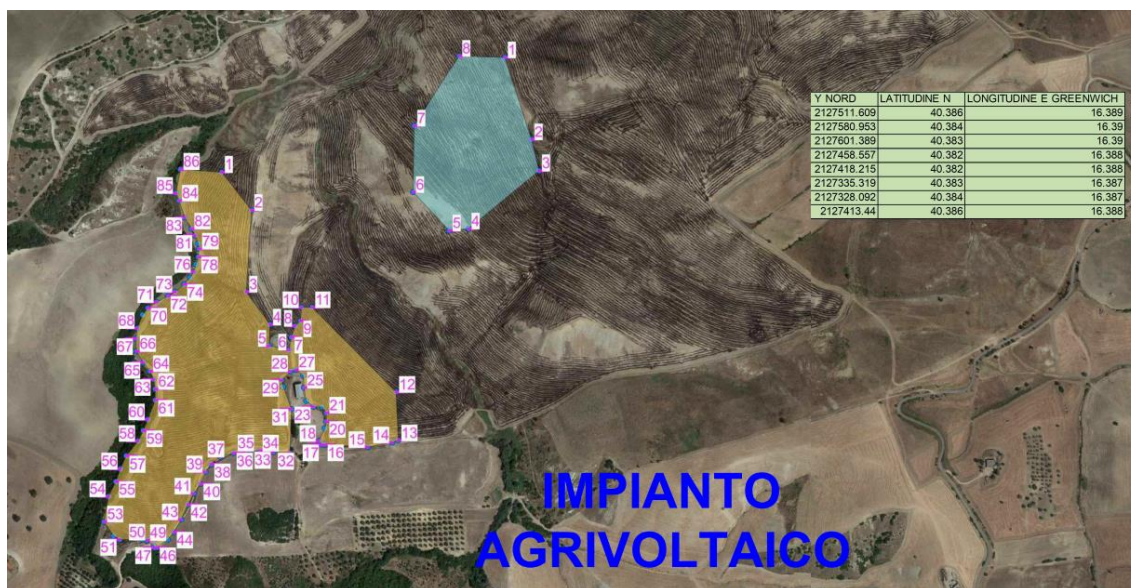 8 1
Y NORD LATITUDINE N LONGITUDINE E GREENWICH
2127511.609 40.386 16.389
2127580.953 40.384 16.39
2127601.389 40.383 16.39
2127458.557 40.382 16.388
2127418.215 40.382 16.388
2127335.319 40.383 16.387
2127328.092 40.384 16.387
2127413.44 40.386 16.388
7
2
3
6
5 4
86 1
85
84 2
83 82
81 79
76 78
73 74 3
71 72
70
10 11
68 4 8 9
66 5 6 7
67
65 64 28 27
63 62 29 25
12
60 61 31 23 21
58 59 20
18
37 35 34 15 14 13
56 57 39 36 33 32 17 16
38
54 55 41 40
53 43 42
50 49 44
51 47 46
IMPIANTO
AGRIVOLTAICO